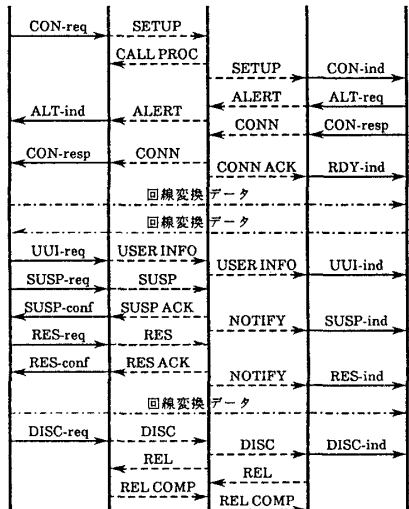 CON-req SETUP
CALL PROC
SETUP CON-ind
ALERT ALT-req
ALT-ind ALERT
CONN CON-resp
CON-resp CONN
CONN ACK RDY-ind
回線変換データ
回線変換データ
UUI-req USER INFO
USER INFO UUI-ind
SUSP-req SUSP
SUSP-conf SUSP ACK
NOTIFY SUSP-ind
RES-req RES
RES-conf RES ACK
NOTIFY RES-ind
回線変換データ
DISC-req DISC
DISC DISC-ind
REL
REL
REL COMP
REL COMP